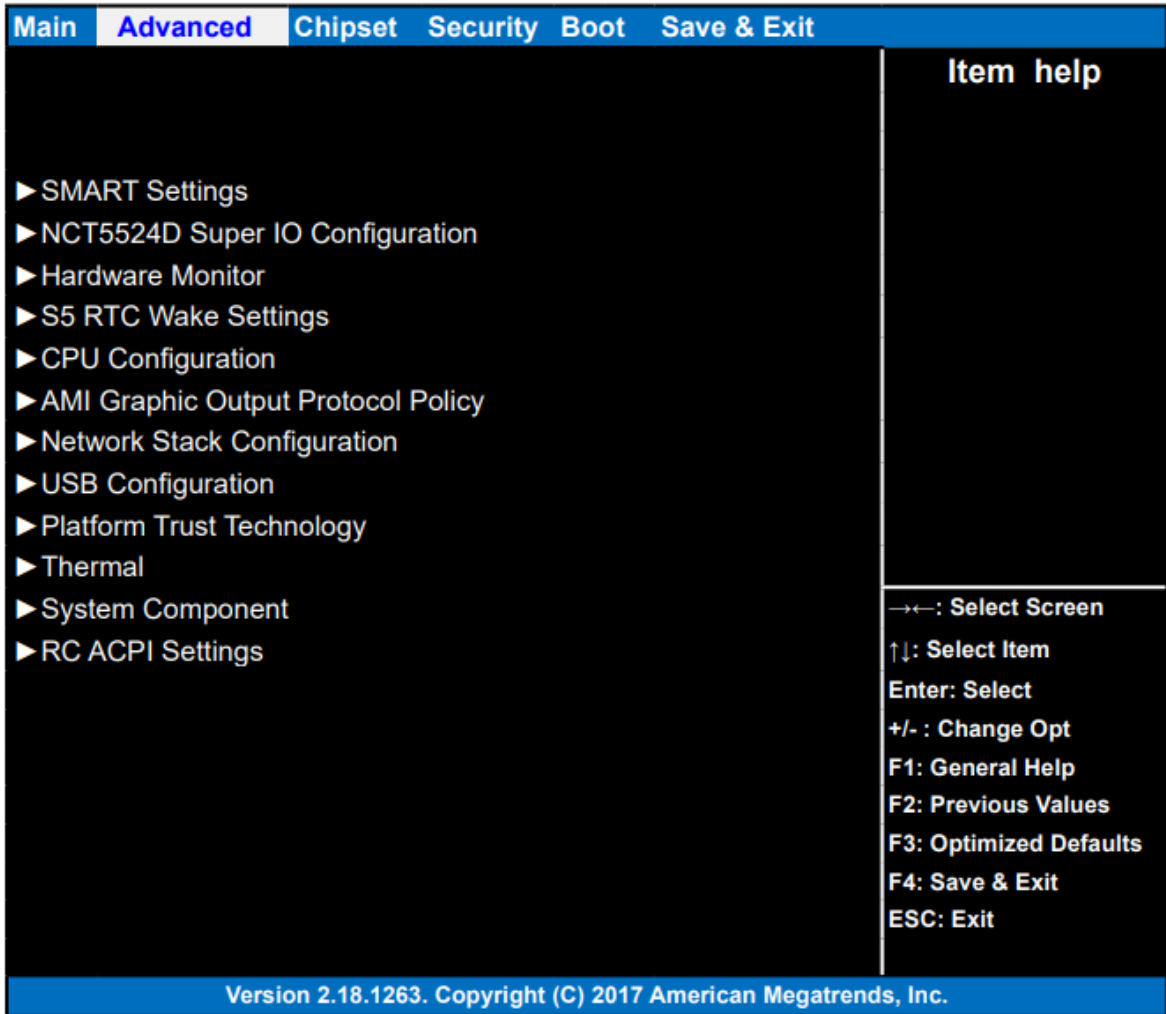 Main Advanced Chipset Security Boot Save & Exit
Item help
►SMART Settings
►NCT5524D Super IO Configuration
►Hardware Monitor
►S5 RTC Wake Settings
►CPU Configuration
►AMI Graphic Output Protocol Policy
►Network Stack Configuration
►USB Configuration
►Platform Trust Technology
►Thermal
►System Component
►RC ACPI Settings
→←: Select Screen
↑↓: Select Item
Enter: Select
+/- : Change Opt
F1: General Help
F2: Previous Values
F3: Optimized Defaults
F4: Save & Exit
ESC: Exit
Version 2.18.1263. Copyright (C) 2017 American Megatrends, Inc.